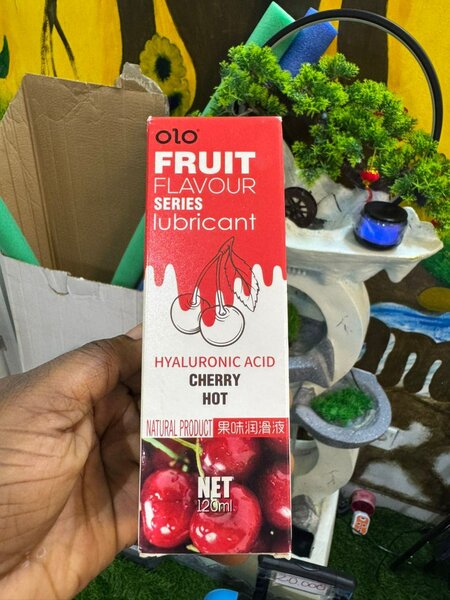 olo
FRUIT
FLAVOUR
SERIES
lubricant
HYALURONIC ACID
CHERRY
HOT
NATURAL PRODUCT 果味润滑液
NET
120ml